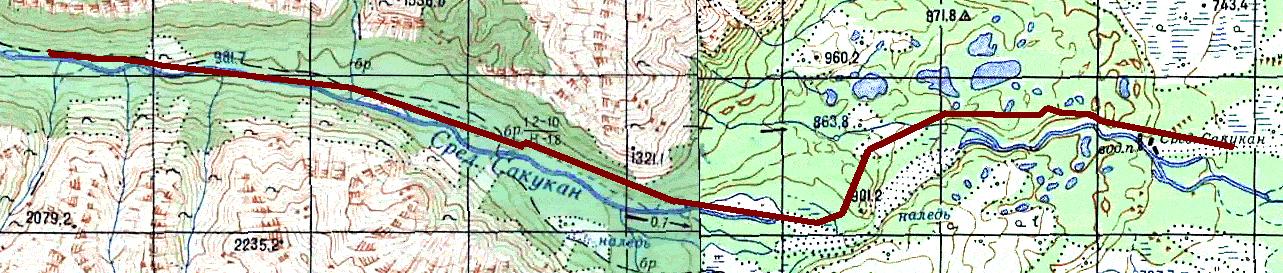 1536,0
871,8
743,4
981,7
бр.
960,2
1,2-10
бр.
Н-1,8
863,8
1321,1
Сред. Сакукан
вод.п.
Сред. Сакукан
901,2
2079,2
0,7
наледь
2235,2
наледь
бр.